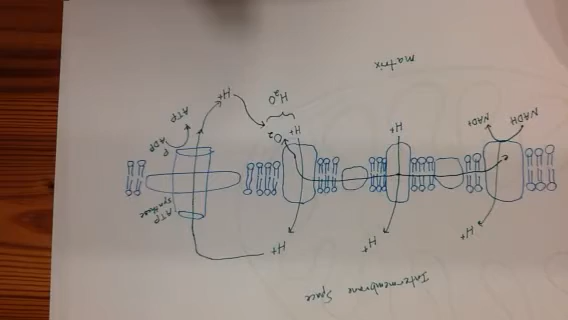 Intermembrane Space
H+
H+
H+
ATP
synthase
e
P
O2
ADP
NADH
NAD+
H+
H+
ATP
H2O
H+
matrix